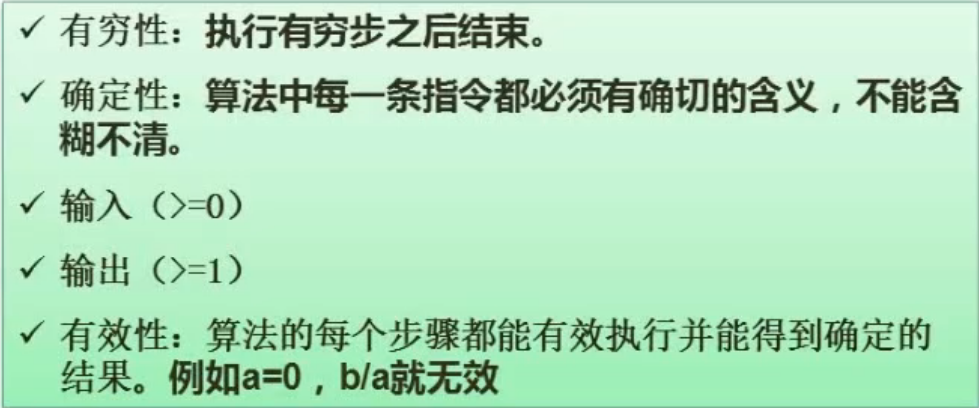 ✓ 有穷性：执行有穷步之后结束。
✓ 确定性：算法中每一条指令都必须有确切的含义，不能含
糊不清。
✓ 输入（>=0）
✓ 输出（>=1）
✓ 有效性：算法的每个步骤都能有效执行并能得到确定的
结果。例如a=0，b/a就无效